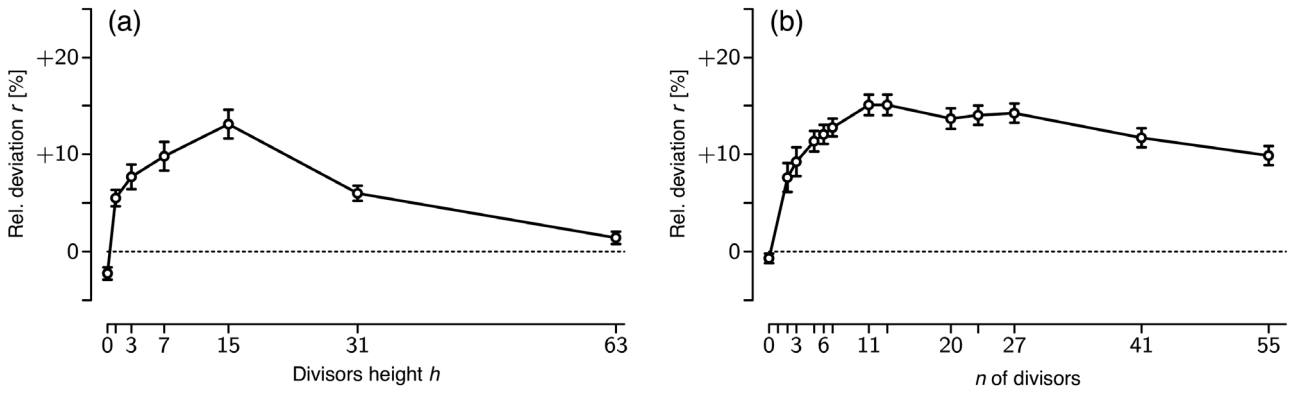 (a)
Rel. deviation r [%]
+20
+10
0
0 3 7 15 31 63
Divisors height h
(b)
Rel. deviation r [%]
+20
+10
0
0 3 6 11 20 27 41 55
n of divisors